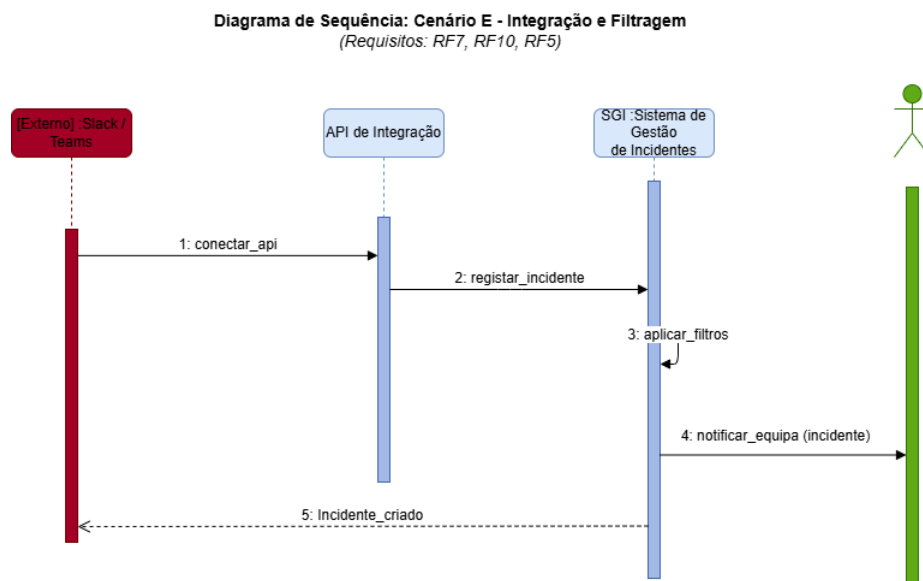 Diagrama de Sequência: Cenário E - Integração e Filtragem
(Requisitos: RF7, RF10, RF5)
[Externo] :Slack /
Teams
API de Integração
SGI :Sistema de
Gestão
de Incidentes
1: conectar_api
2: registar_incidente
3: aplicar_filtros
4: notificar_equipa (incidente)
5: Incidente_criado